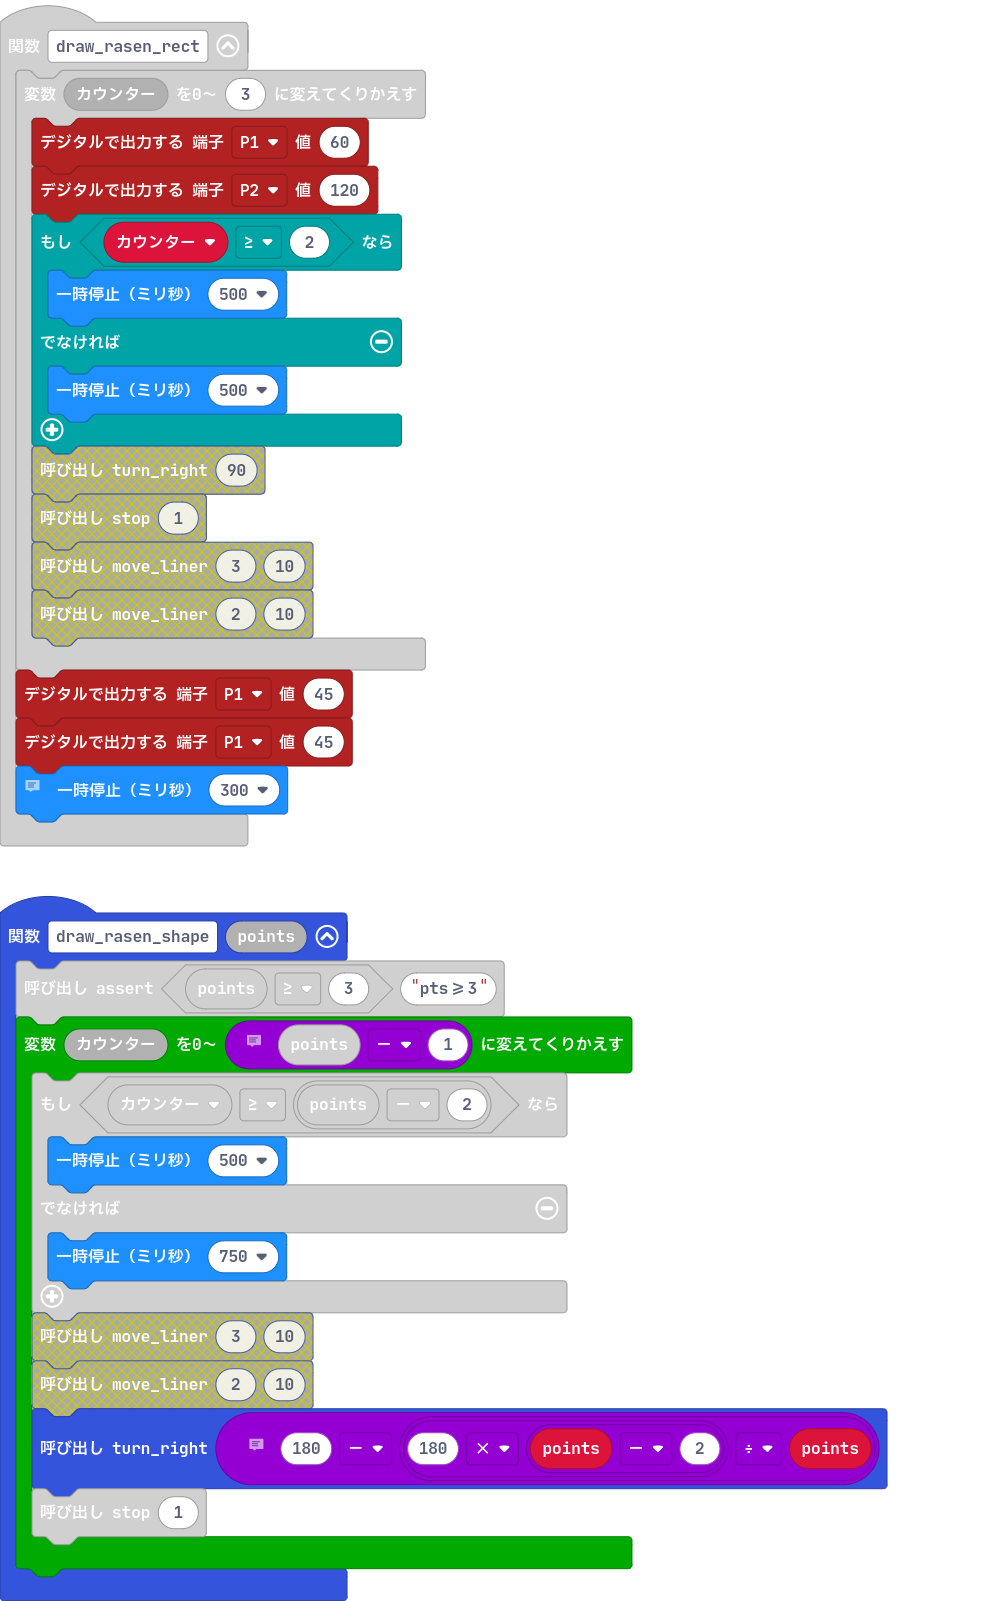 関数 draw_rasen_rect
変数 カウンター を0～ 3 に変えてくりかえす
デジタルで出力する 端子 P1 値 60
デジタルで出力する 端子 P2 値 120
もし カウンター ≥ 2 なら
一時停止（ミリ秒） 500
でなければ
一時停止（ミリ秒） 500
呼び出し turn_right 90
呼び出し stop 1
呼び出し move_liner 3 10
呼び出し move_liner 2 10
デジタルで出力する 端子 P1 値 45
デジタルで出力する 端子 P1 値 45
一時停止（ミリ秒） 300
関数 draw_rasen_shape points
呼び出し assert points ≥ 3 "pts≥3"
変数 カウンター を0～ points － 1 に変えてくりかえす
もし カウンター ≥ points － 2 なら
一時停止（ミリ秒） 500
でなければ
一時停止（ミリ秒） 750
呼び出し move_liner 3 10
呼び出し move_liner 2 10
呼び出し turn_right 180 － 180 × points － 2 ÷ points
呼び出し stop 1